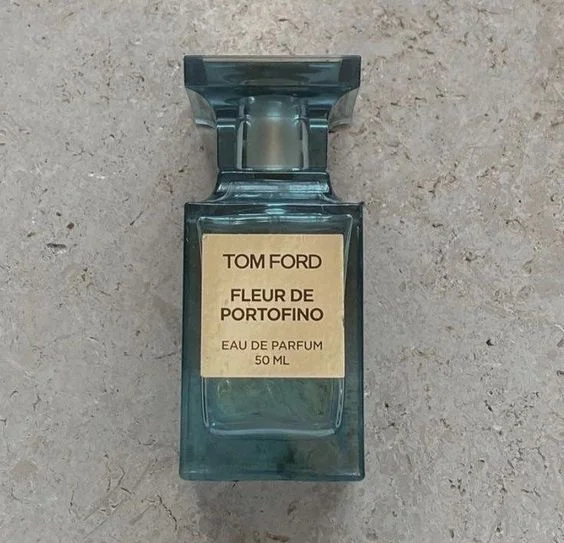 TOM FORD
FLEUR DE
PORTOFINO
EAU DE PARFUM
50 ML